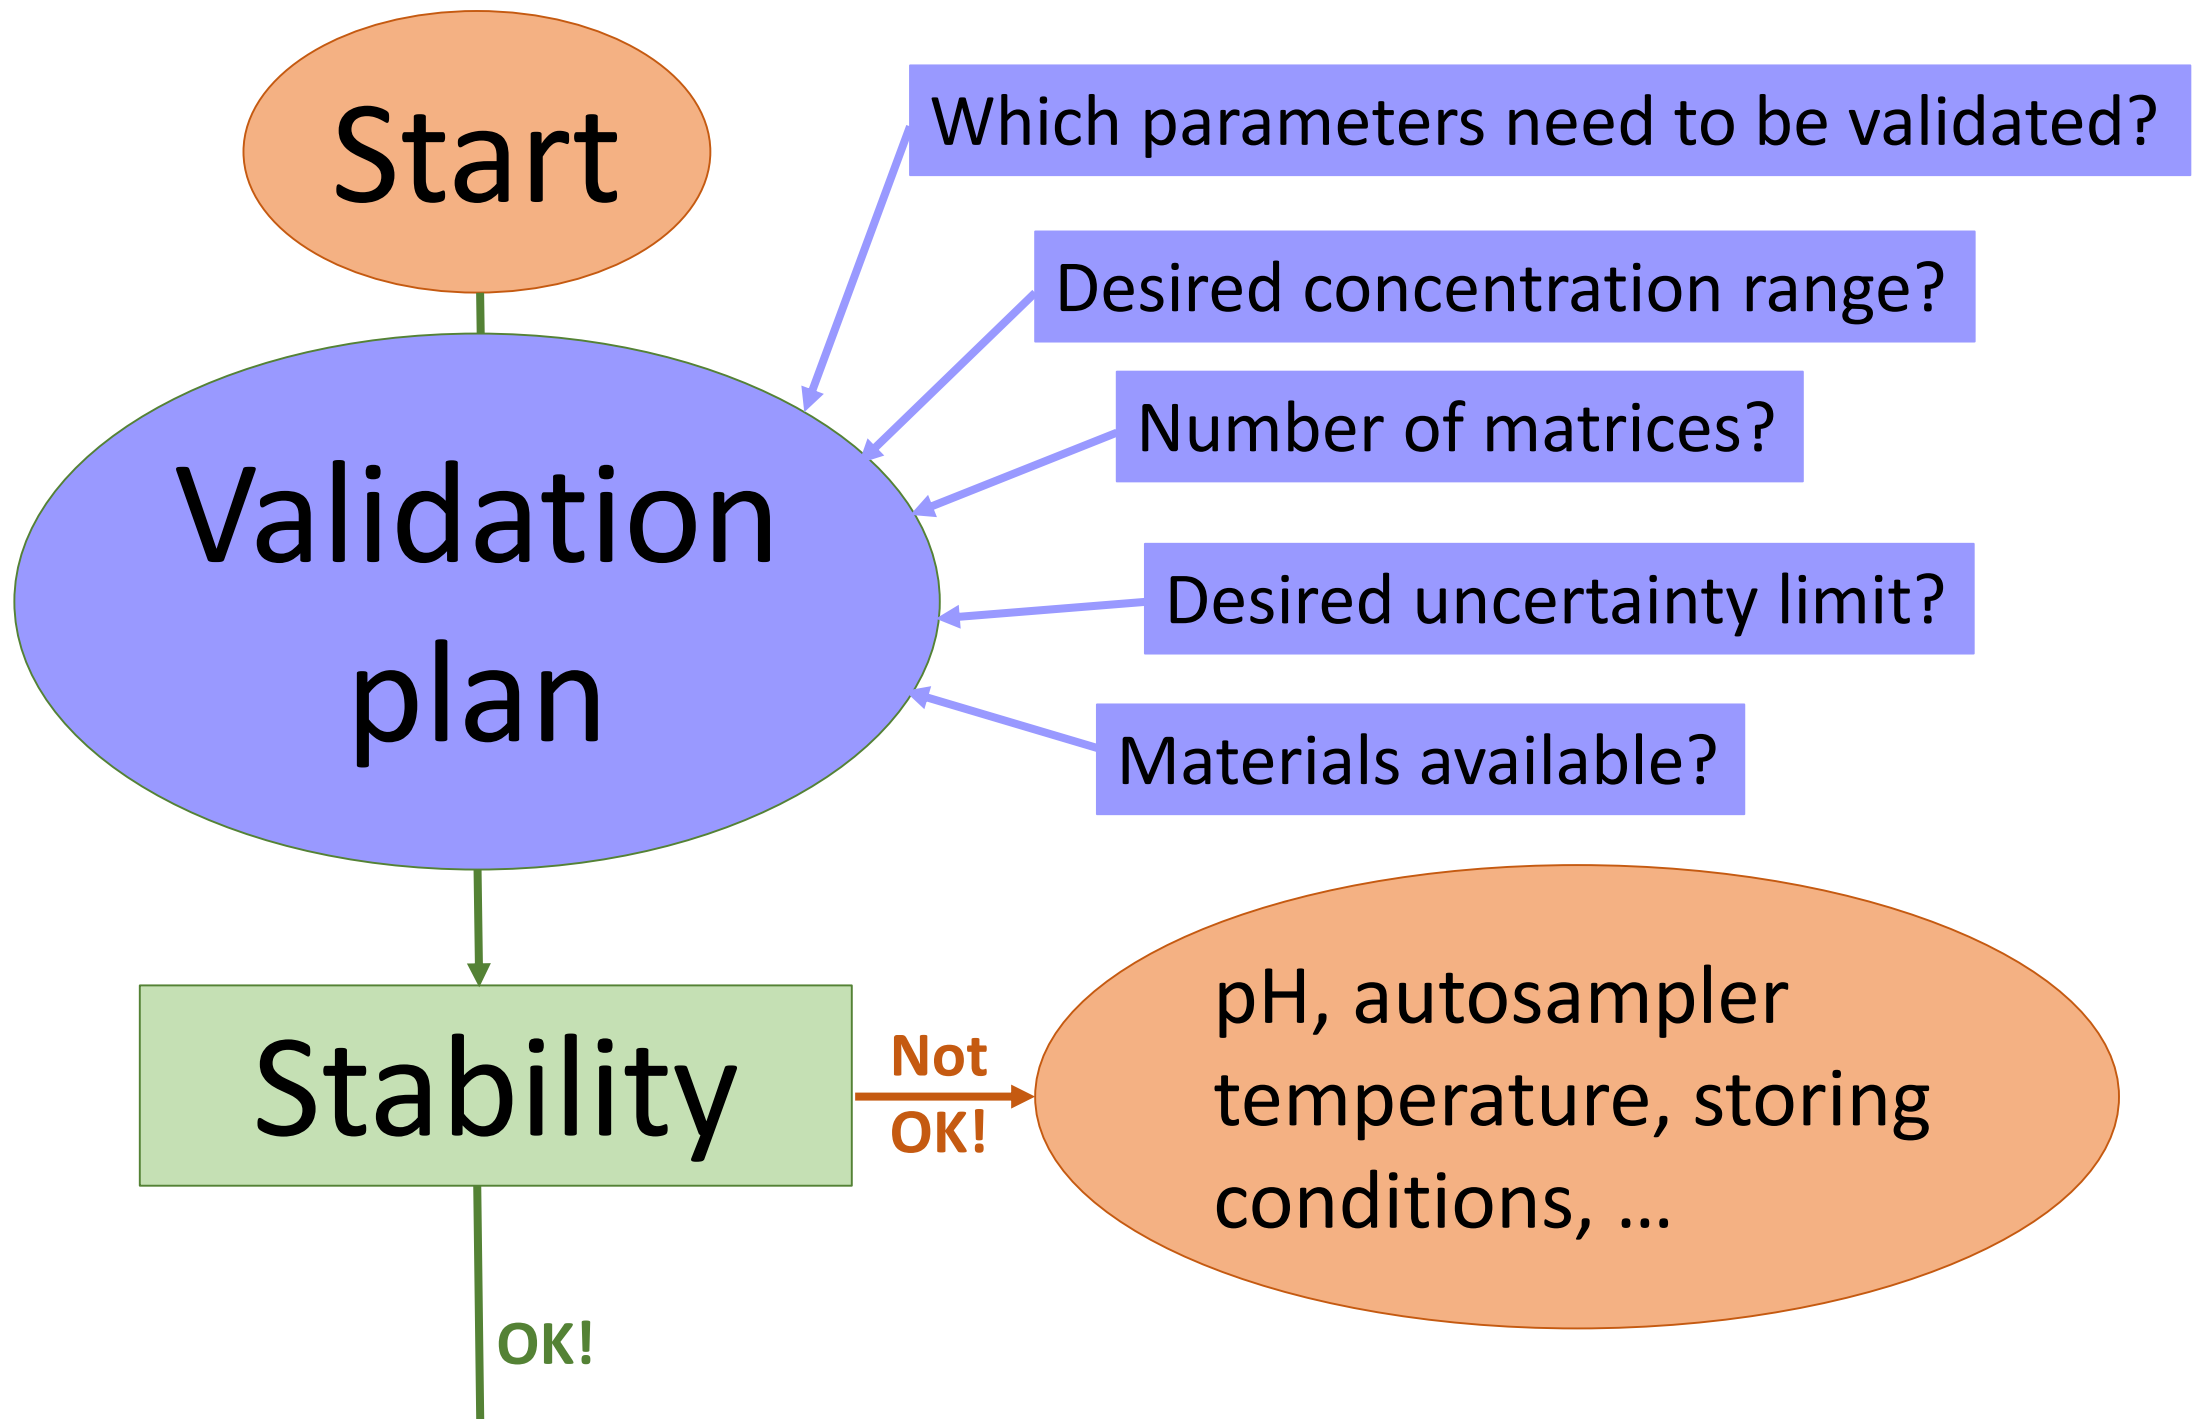 Start
Which parameters need to be validated?
Desired concentration range?
Number of matrices?
Validation
plan
Desired uncertainty limit?
Materials available?
Stability
Not
OK!
pH, autosampler
temperature, storing
conditions, ...
OK!